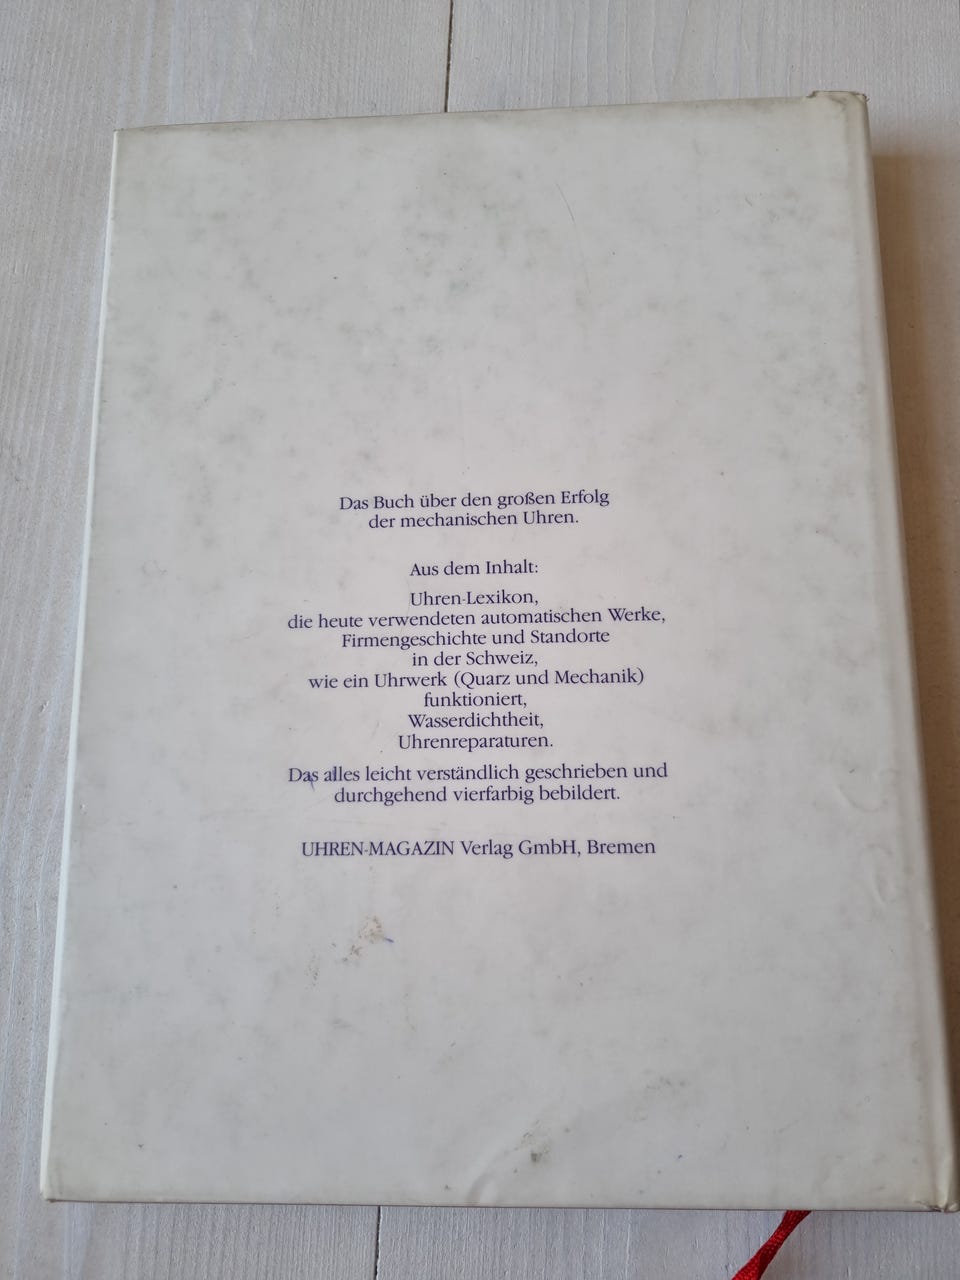 Das Buch über den großen Erfolg
der mechanischen Uhren.
Aus dem Inhalt:
Uhren-Lexikon,
die heute verwendeten automatischen Werke,
Firmengeschichte und Standorte
in der Schweiz,
wie ein Uhrwerk (Quarz und Mechanik)
funktioniert,
Wasserdichtheit,
Uhrenreparaturen.
Das alles leicht verständlich geschrieben und
durchgehend vierfarbig bebildert.
UHREN-MAGAZIN Verlag GmbH, Bremen